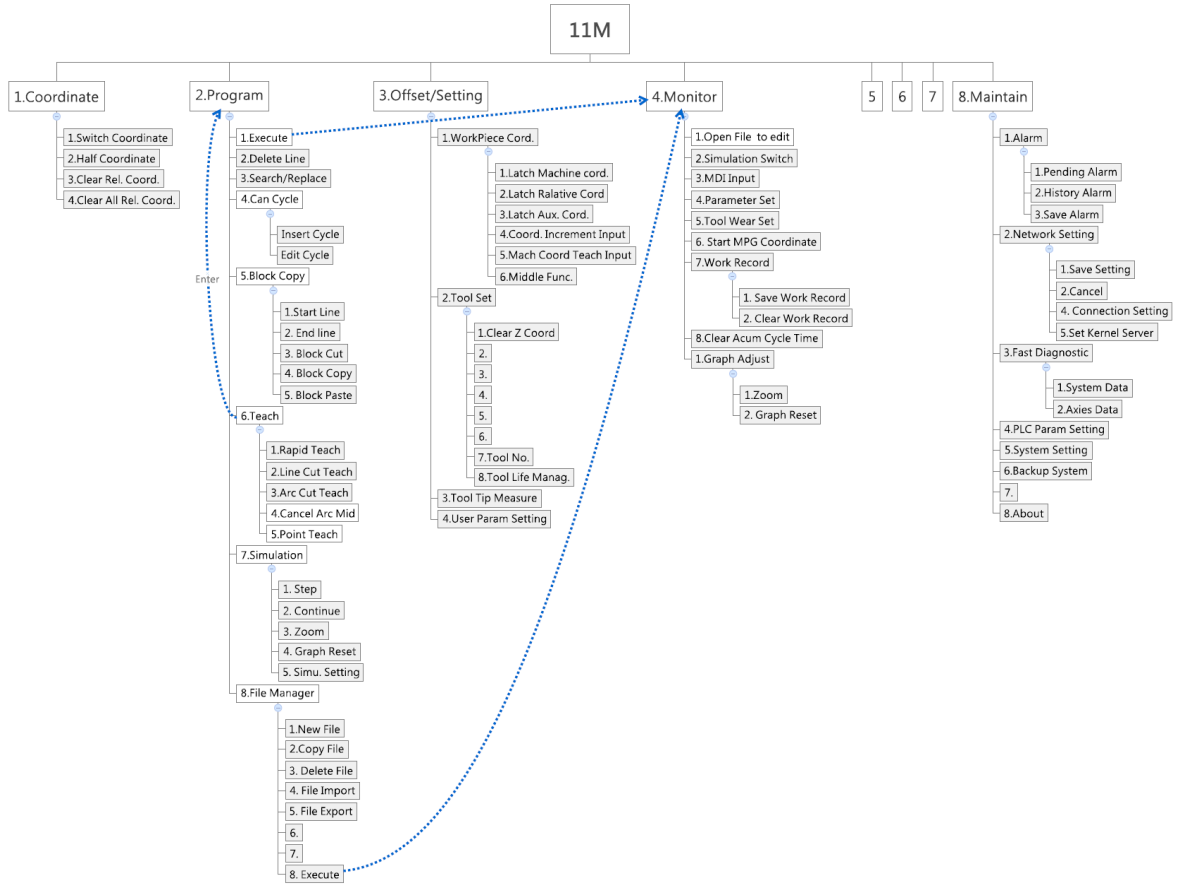 11M
1.Coordinate
1.Switch Coordinate
2.Half Coordinate
3.Clear Rel. Coord.
4.Clear All Rel. Coord.
2.Program
1.Execute
2.Delete Line
3.Search/Replace
4.Can Cycle
Insert Cycle
Edit Cycle
Enter
5.Block Copy
1.Start Line
2. End line
3. Block Cut
4. Block Copy
5. Block Paste
6.Teach
1.Rapid Teach
2.Line Cut Teach
3.Arc Cut Teach
4.Cancel Arc Mid
5.Point Teach
7.Simulation
1. Step
2. Continue
3. Zoom
4. Graph Reset
5. Simu. Setting
8.File Manager
1.New File
2.Copy File
3. Delete File
4. File Import
5. File Export
6.
7.
8. Execute
3.Offset/Setting
1.WorkPiece Cord.
1.Latch Machine cord.
2.Latch Ralative Cord
3.Latch Aux. Cord.
4.Coord. Increment Input
5.Mach Coord Teach Input
6.Middle Func.
2.Tool Set
1.Clear Z Coord
2.
3.
4.
5.
6.
7.Tool No.
8.Tool Life Manag.
3.Tool Tip Measure
4.User Param Setting
4.Monitor
1.Open File to edit
2.Simulation Switch
3.MDI Input
4.Parameter Set
5.Tool Wear Set
6. Start MPG Coordinate
7.Work Record
1. Save Work Record
2. Clear Work Record
8.Clear Acum Cycle Time
1.Graph Adjust
1.Zoom
2. Graph Reset
5
6
7
8.Maintain
1.Alarm
1.Pending Alarm
2.History Alarm
3.Save Alarm
2.Network Setting
1.Save Setting
2.Cancel
4. Connection Setting
5.Set Kernel Server
3.Fast Diagnostic
1.System Data
2.Axies Data
4.PLC Param Setting
5.System Setting
6.Backup System
7.
8.About